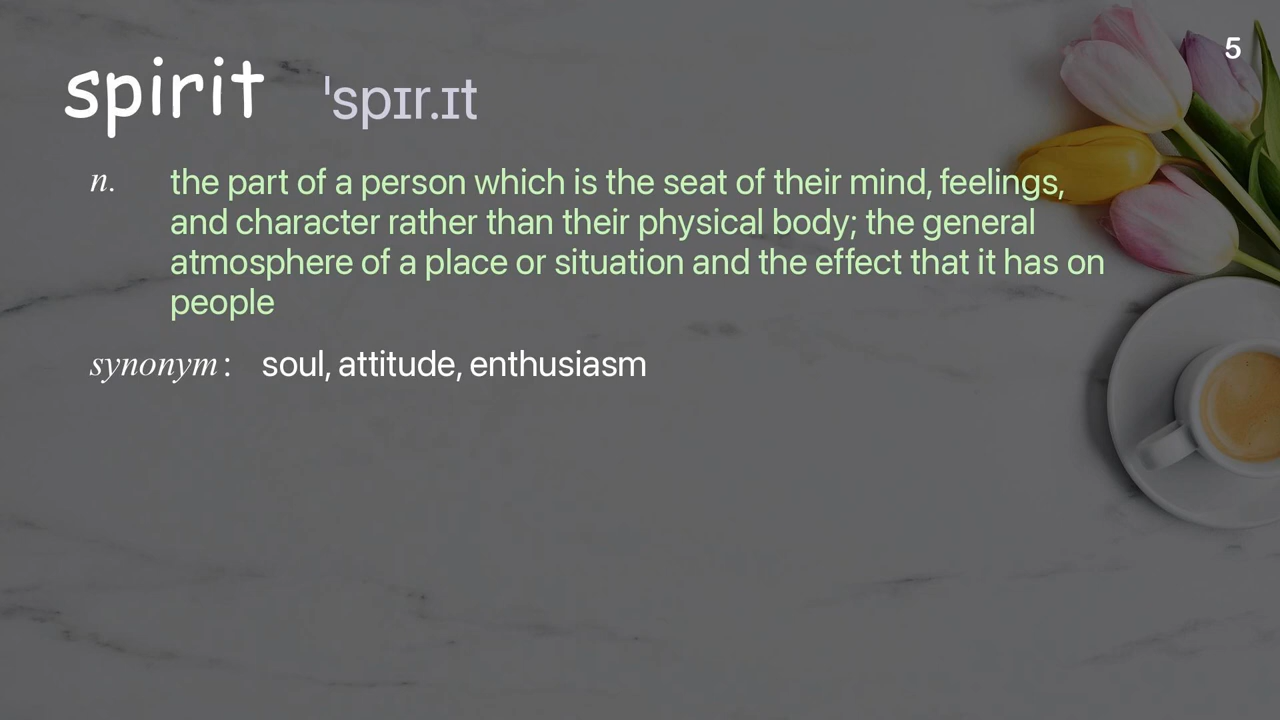 5
spirit ˈspɪr.ɪt
n. the part of a person which is the seat of their mind, feelings,
and character rather than their physical body; the general
atmosphere of a place or situation and the effect that it has on
people
synonym: soul, attitude, enthusiasm